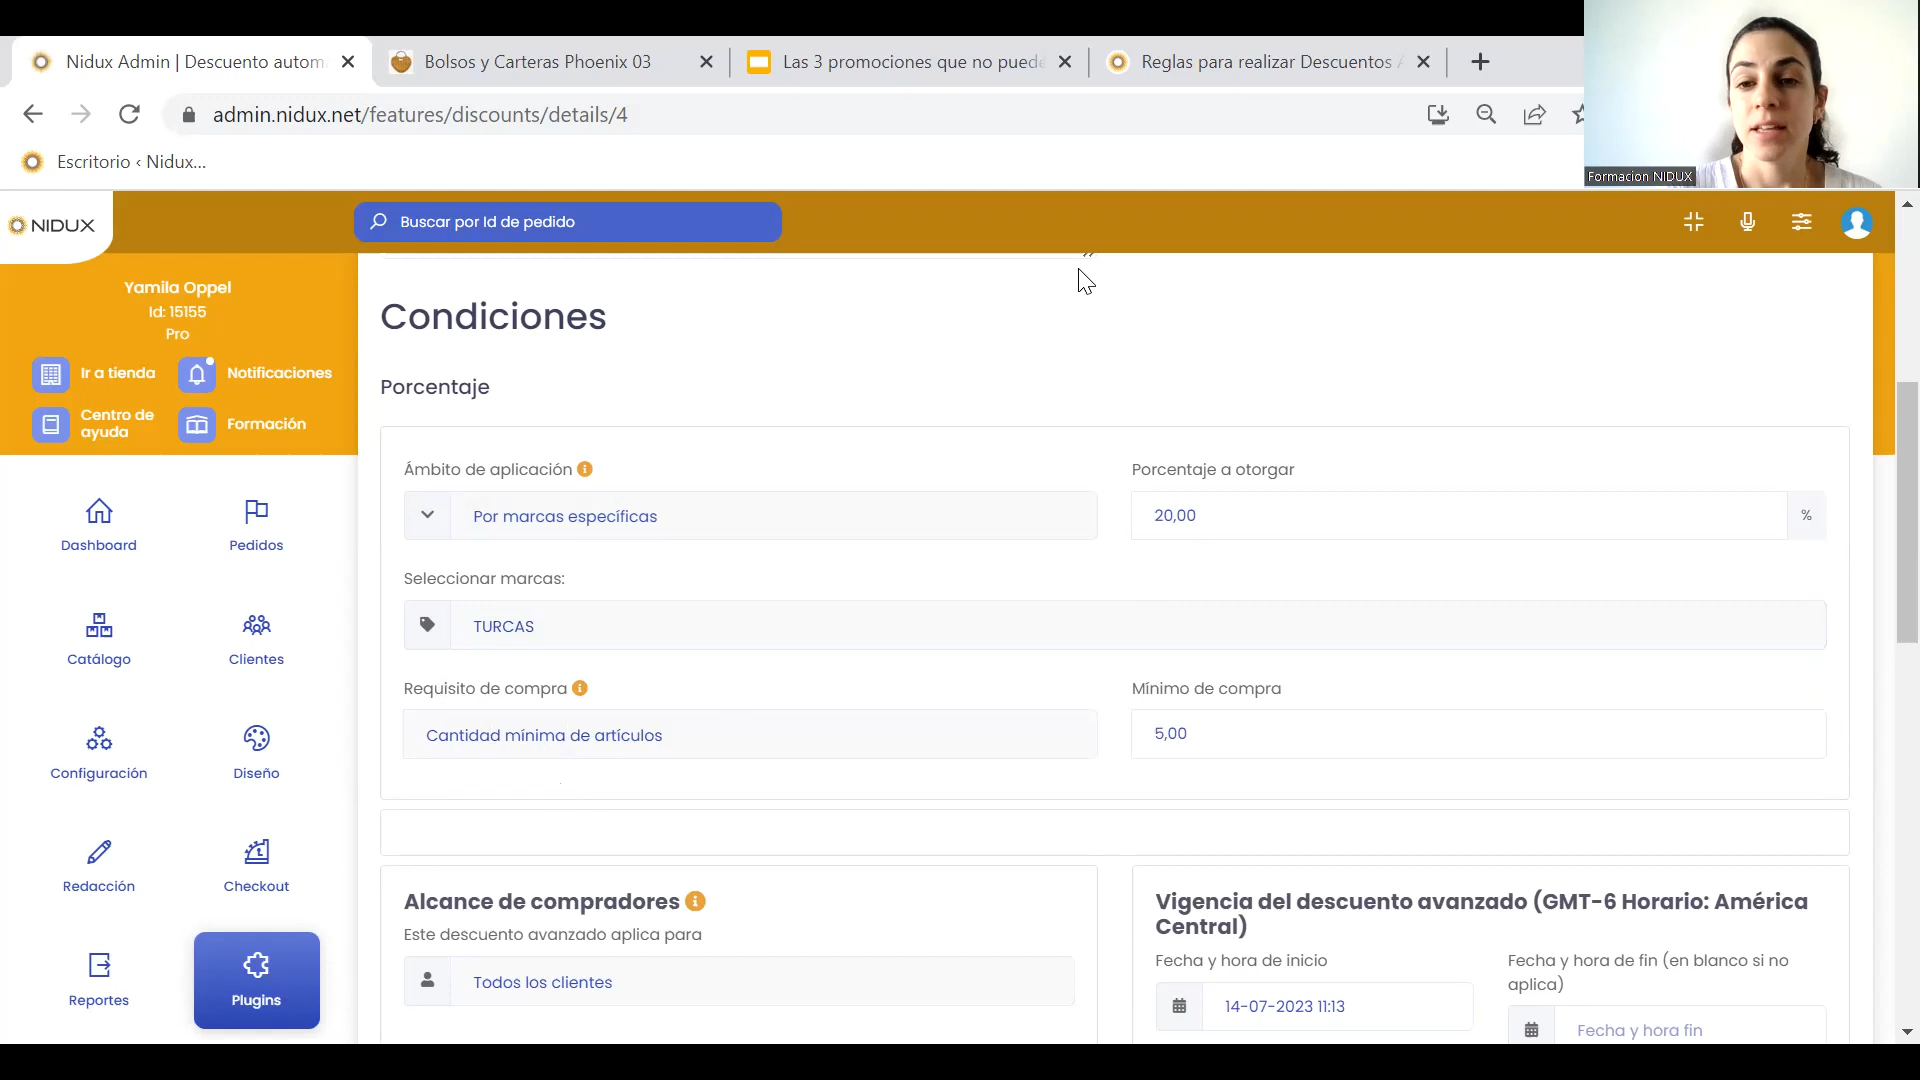 Nidux Admin | Descuento autom
Bolsos y Carteras Phoenix 03
Las 3 promociones que no puede
Reglas para realizar Descuentos A
admin.nidux.net/features/discounts/details/4
Escritorio ‹ Nidux...
Formacion NIDUX
NIDUX
Buscar por Id de pedido
Yamila Oppel
Id: 15155
Pro
Ir a tienda
Notificaciones
Centro de
ayuda
Formación
Dashboard
Pedidos
Catálogo
Clientes
Configuración
Diseño
Redacción
Checkout
Reportes
Plugins
Condiciones
Porcentaje
Ámbito de aplicación
Porcentaje a otorgar
Por marcas específicas
20,00
%
Seleccionar marcas:
TURCAS
Requisito de compra
Mínimo de compra
Cantidad mínima de artículos
5,00
Alcance de compradores
Este descuento avanzado aplica para
Todos los clientes
Vigencia del descuento avanzado (GMT-6 Horario: América
Central)
Fecha y hora de inicio
Fecha y hora de fin (en blanco si no
aplica)
14-07-2023 11:13
Fecha y hora fin